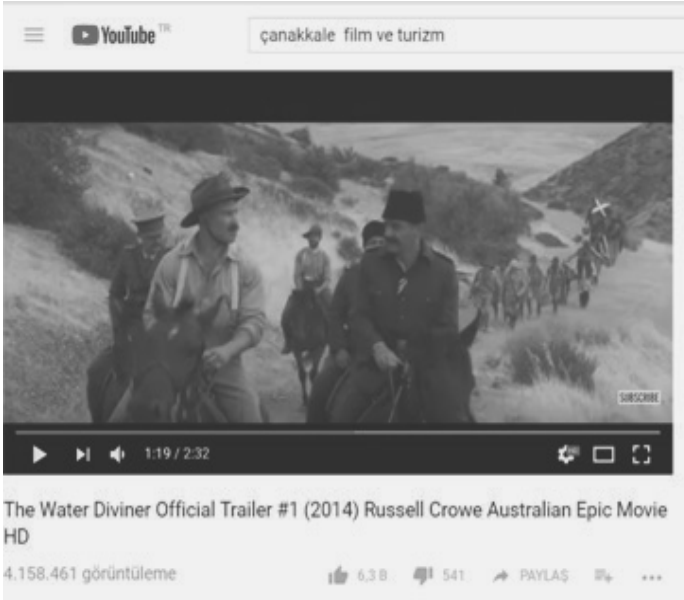 YouTube TR
çanakkale film ve turizm
SUBSCRIBE
1:19 / 2:32
The Water Diviner Official Trailer #1 (2014) Russell Crowe Australian Epic Movie
HD
4.158.461 görüntüleme 6,3 B 541 PAYLAŞ